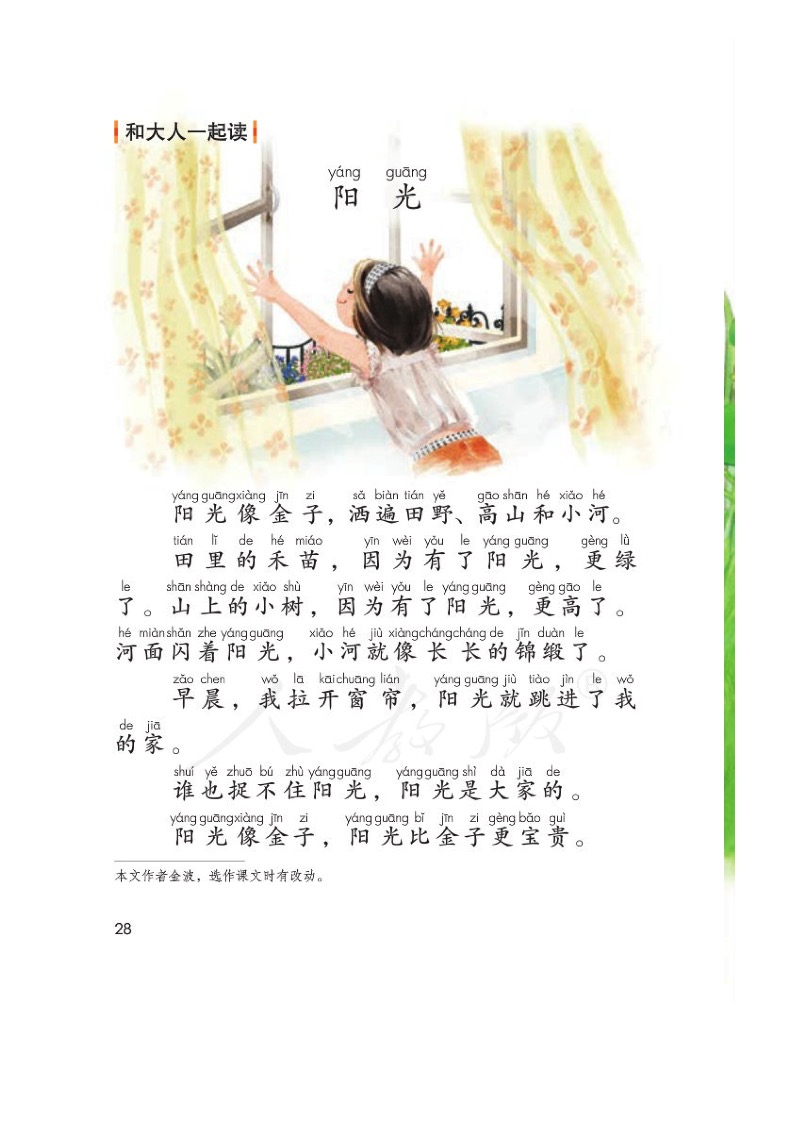 和大人一起读
yáng guāng
阳 光
yáng guāng xiàng jīn zi sǎ biàn tián yě gāo shān hé xiǎo hé
阳光像金子，洒遍田野、高山和小河。
tián lǐ de hé miáo yīn wèi yǒu le yáng guāng gèng lǜ
田里的禾苗，因为有了阳光，更绿
le shān shàng de xiǎo shù yīn wèi yǒu le yáng guāng gèng gāo le
了。山上的小树，因为有了阳光，更高了。
hé miàn shǎn zhe yáng guāng xiǎo hé jiù xiàng cháng cháng de jǐn duàn le
河面闪着阳光，小河就像长长的锦缎了。
zǎo chen wǒ lā kāi chuāng lián yáng guāng jiù tiào jìn le wǒ
早晨，我拉开窗帘，阳光就跳进了我
de jiā
的家。
shuí yě zhuō bú zhù yáng guāng yáng guāng shì dà jiā de
谁也捉不住阳光，阳光是大家的。
yáng guāng xiàng jīn zi yáng guāng bǐ jīn zi gèng bǎo guì
阳光像金子，阳光比金子更宝贵。
人教版®
本文作者金波，选作课文时有改动。
28